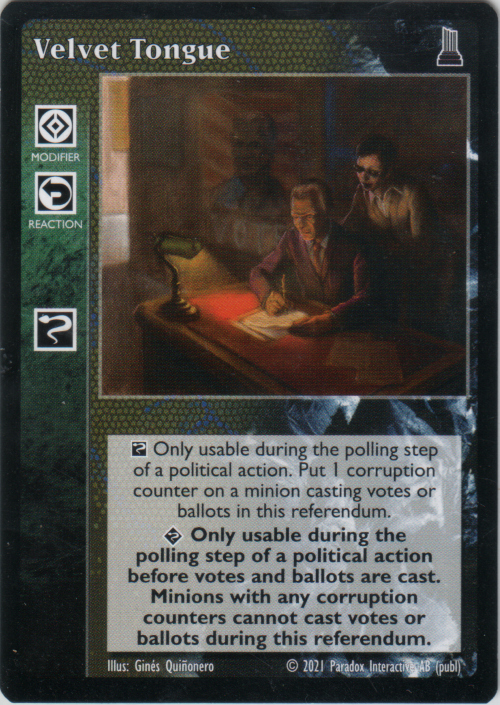 Velvet Tongue
MODIFIER
REACTION
Only usable during the polling step
of a political action. Put 1 corruption
counter on a minion casting votes or
ballots in this referendum.
Only usable during the
polling step of a political action
before votes and ballots are cast.
Minions with any corruption
counters cannot cast votes or
ballots during this referendum.
Illus: Ginés Quiñonero
© 2021 Paradox Interactive AB (publ)